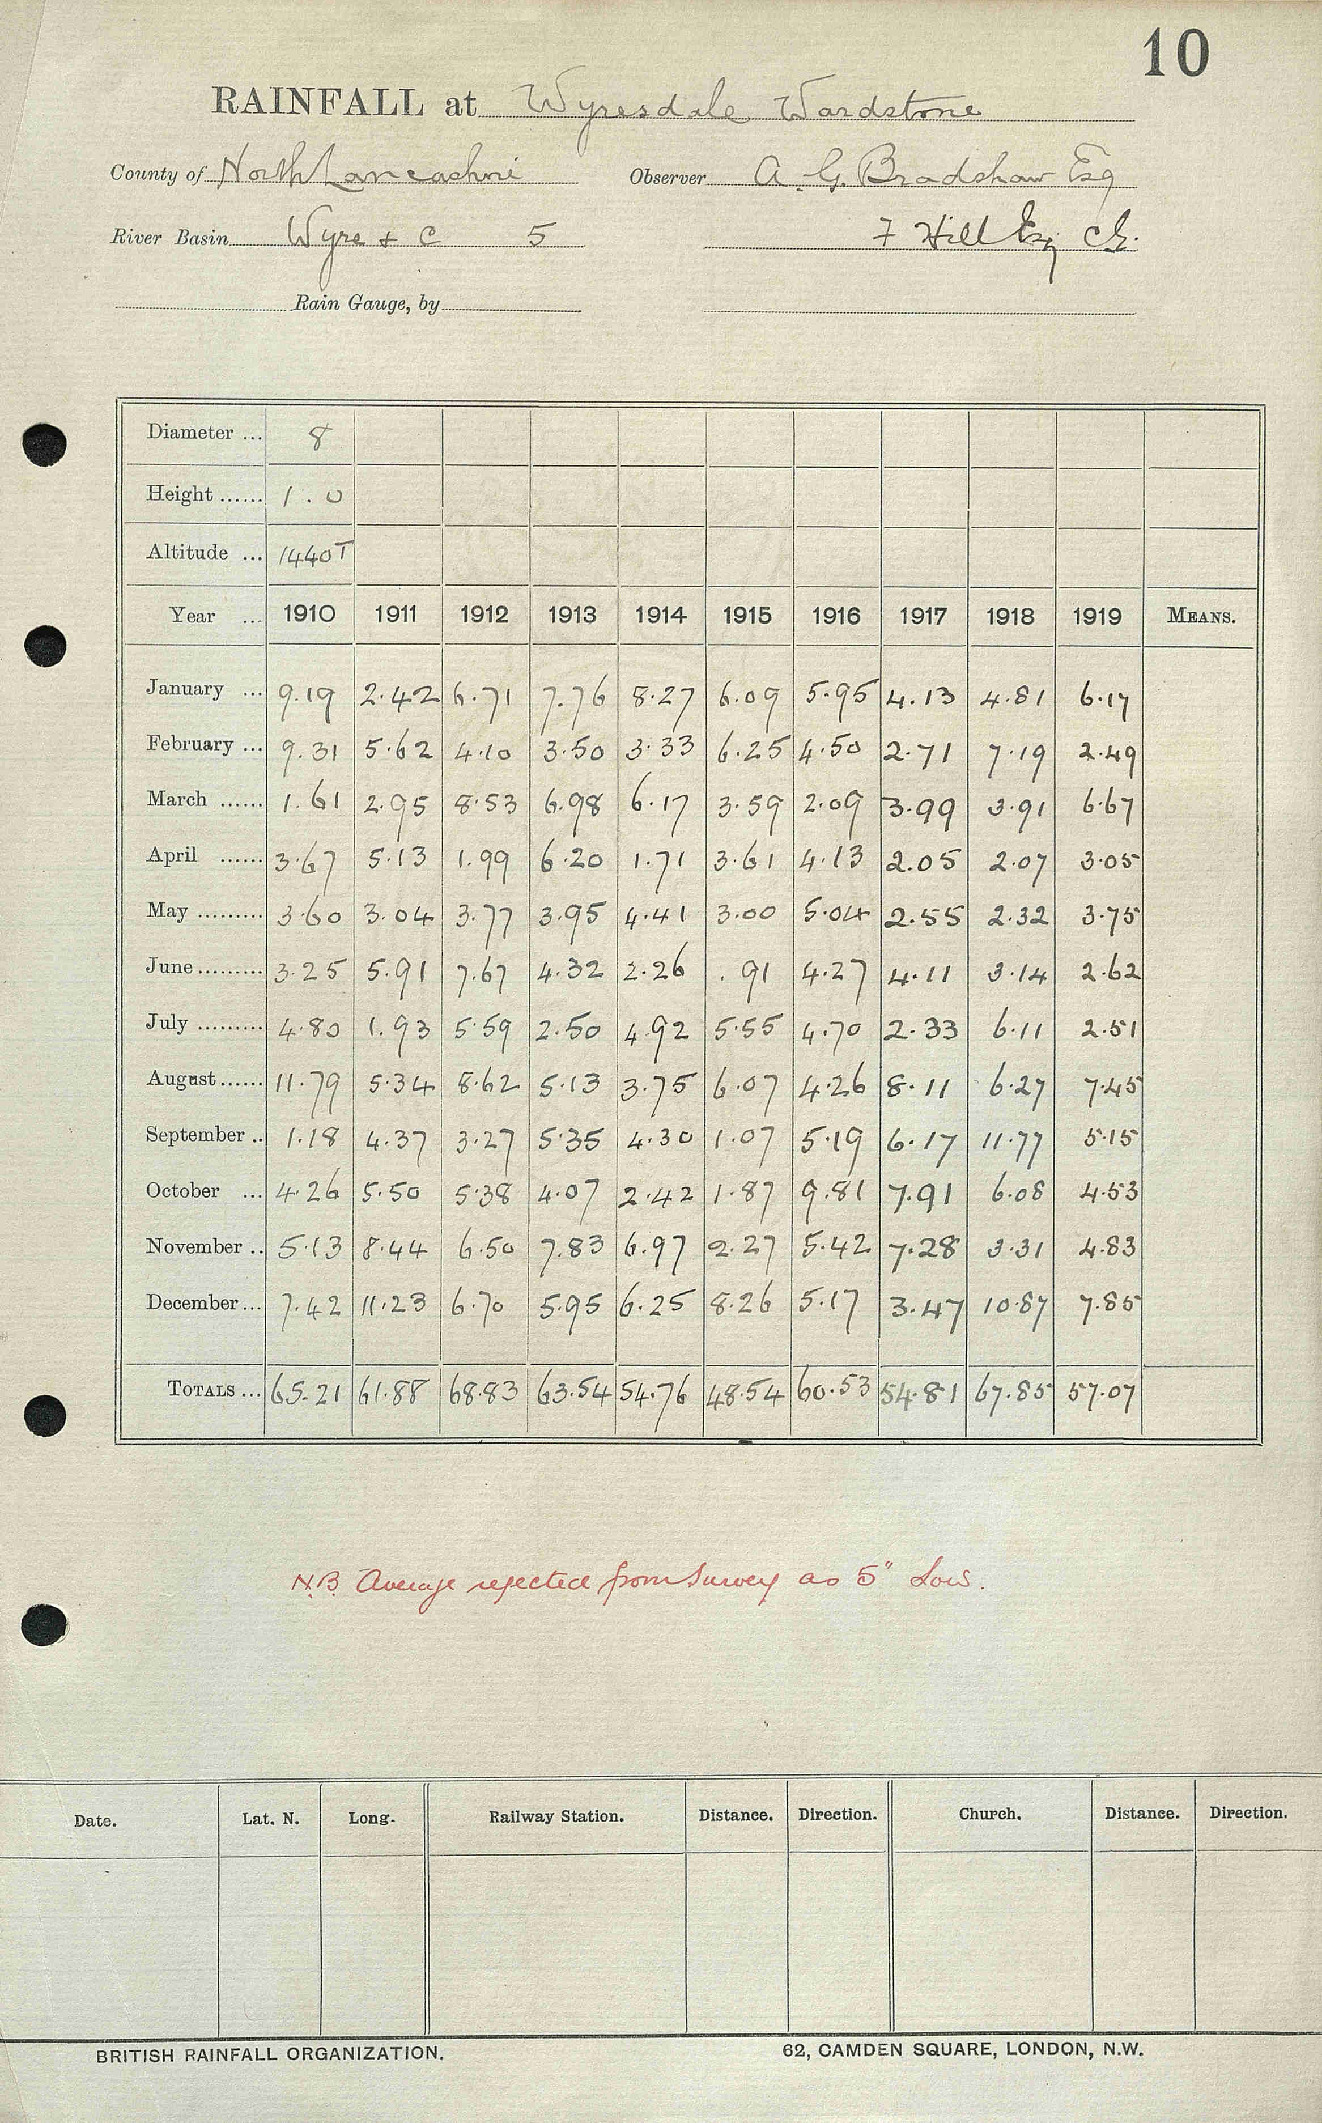 10
RAINFALL at Wyresdale Wardstone
County of North Lancashire Observer A. G. Bradshaw Esq
River Basin Wyre & C 5 F Hill Esq CE.
Rain Gauge, by
Diameter ... 8
Height ...... 1.0
Altitude ... 1440T
Year ... 1910 1911 1912 1913 1914 1915 1916 1917 1918 1919 MEANS.
January ... 9.19 2.42 6.71 7.76 8.27 6.09 5.95 4.13 4.81 6.17
February ... 9.31 5.62 4.10 3.50 3.33 6.25 4.50 2.71 7.19 2.49
March ...... 1.61 2.95 8.53 6.98 6.17 3.59 2.09 3.99 3.91 6.67
April ...... 3.67 5.13 1.99 6.20 1.71 3.61 4.13 2.05 2.07 3.05
May ......... 3.60 3.04 3.77 3.95 4.41 3.00 5.04 2.55 2.32 3.75
June ......... 3.25 5.91 7.67 4.32 2.26 .91 4.27 4.11 3.14 2.62
July ......... 4.80 1.93 5.59 2.50 4.92 5.55 4.70 2.33 6.11 2.51
August ...... 11.79 5.34 8.62 5.13 3.75 6.07 4.26 8.11 6.27 7.45
September .. 1.18 4.37 3.27 5.35 4.30 1.07 5.19 6.17 11.77 5.15
October ... 4.26 5.50 5.38 4.07 2.42 1.87 9.81 7.91 6.08 4.53
November .. 5.13 8.44 6.50 7.83 6.97 2.27 5.42 7.28 3.31 4.83
December ... 7.42 11.23 6.70 5.95 6.25 8.26 5.17 3.47 10.87 7.85
TOTALS ... 65.21 61.88 68.83 63.54 54.76 48.54 60.53 54.81 67.85 57.07
N.B. Average rejected from Survey as 5" low.
Date. Lat. N. Long. Railway Station. Distance. Direction. Church. Distance. Direction.
BRITISH RAINFALL ORGANIZATION. 62, CAMDEN SQUARE, LONDON, N.W.